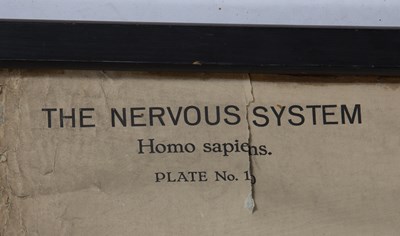 THE NERVOUS SYSTEM
Homo sapiens.
PLATE No. 1